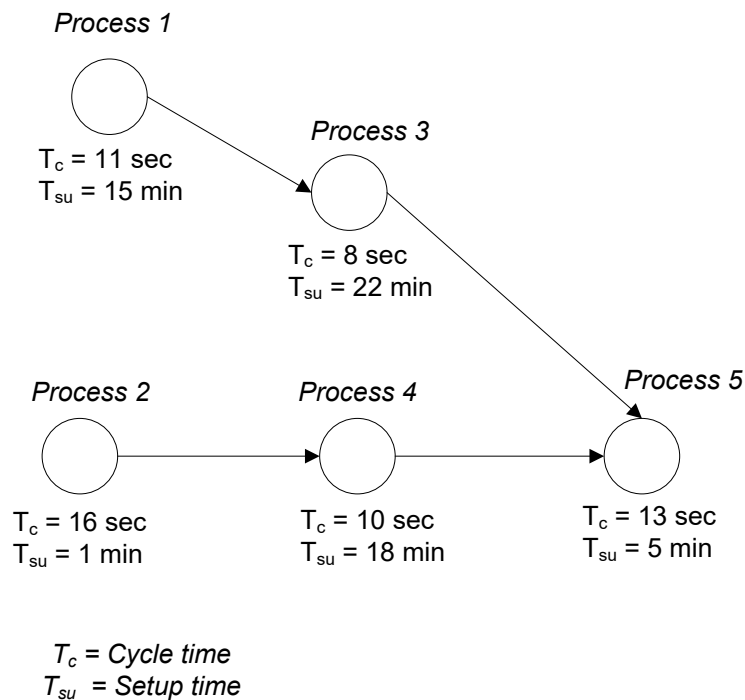 Process 1
T_c = 11 sec
T_su = 15 min
Process 3
T_c = 8 sec
T_su = 22 min
Process 2
T_c = 16 sec
T_su = 1 min
Process 4
T_c = 10 sec
T_su = 18 min
Process 5
T_c = 13 sec
T_su = 5 min
T_c = Cycle time
T_su = Setup time